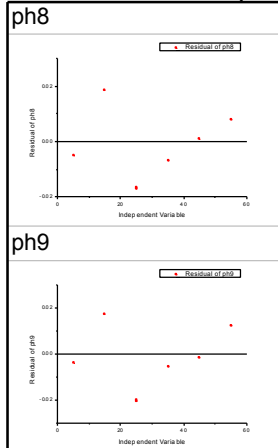 ph8
Residual of ph8
Residual of ph8
0.02
0.00
-0.02
0
20
40
60
Independent Variable
ph9
Residual of ph9
Residual of ph9
0.02
0.00
-0.02
0
20
40
60
Independent Variable